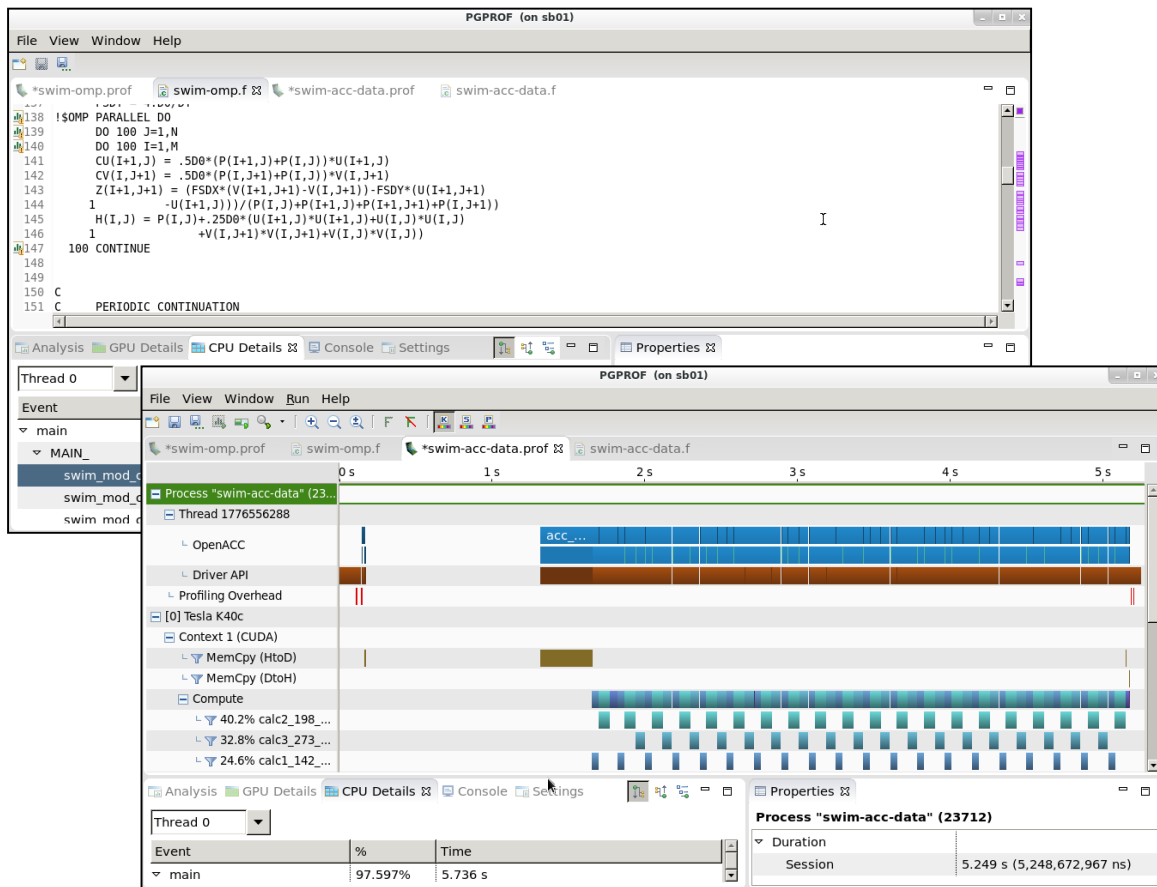 PGPROF (on sb01)
File View Window Help
*swim-omp.prof swim-omp.f *swim-acc-data.prof swim-acc-data.f
138 !$OMP PARALLEL DO
139 DO 100 J=1,N
140 DO 100 I=1,M
141 CU(I+1,J) = .5D0*(P(I+1,J)+P(I,J))*U(I+1,J)
142 CV(I,J+1) = .5D0*(P(I,J+1)+P(I,J))*V(I,J+1)
143 Z(I+1,J+1) = (FSDX*(V(I+1,J+1)-V(I,J+1))-FSDY*(U(I+1,J+1)
144 1 -U(I+1,J)))/(P(I,J)+P(I+1,J)+P(I+1,J+1)+P(I,J+1))
145 H(I,J) = P(I,J)+.25D0*(U(I+1,J)*U(I+1,J)+U(I,J)*U(I,J)
146 1 +V(I,J+1)*V(I,J+1)+V(I,J)*V(I,J))
147 100 CONTINUE
148
149
150 C
151 C PERIODIC CONTINUATION
Analysis GPU Details CPU Details Console Settings Properties
Thread 0
Event
main
MAIN_
swim_mod_c
swim_mod_c
swim_mod_c
PGPROF (on sb01)
File View Window Run Help
F K S P
*swim-omp.prof swim-omp.f *swim-acc-data.prof swim-acc-data.f
0 s 1 s 2 s 3 s 4 s 5 s
Process "swim-acc-data" (23...
Thread 1776556288
OpenACC acc_...
Driver API
Profiling Overhead
[0] Tesla K40c
Context 1 (CUDA)
MemCpy (HtoD)
MemCpy (DtoH)
Compute
40.2% calc2_198_...
32.8% calc3_273_...
24.6% calc1_142_...
Analysis GPU Details CPU Details Console Settings Properties
Thread 0
Process "swim-acc-data" (23712)
Duration
Event % Time
Session 5.249 s (5,248,672,967 ns)
main 97.597% 5.736 s